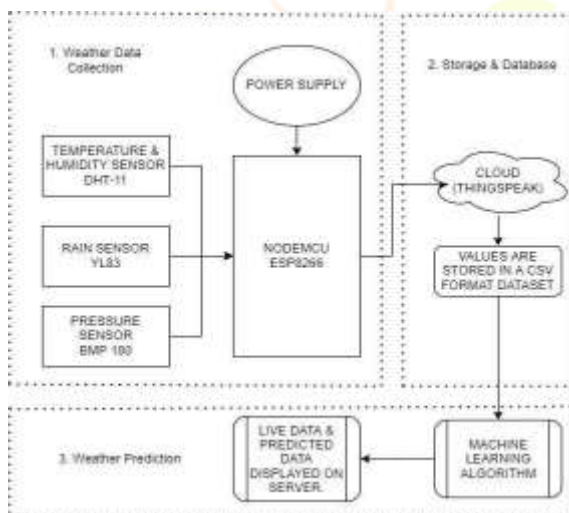 1. Weather Data
Collection
POWER SUPPLY
2. Storage & Database
TEMPERATURE &
HUMIDITY SENSOR
DHT-11
CLOUD
(THINGSPEAK)
RAIN SENSOR
YL83
NODEMCU
ESP8266
VALUES ARE
STORED IN A CSV
FORMAT DATASET
PRESSURE
SENSOR
BMP 180
3. Weather Prediction
LIVE DATA &
PREDICTED
DATA
DISPLAYED ON
SERVER.
MACHINE
LEARNING
ALGORITHM